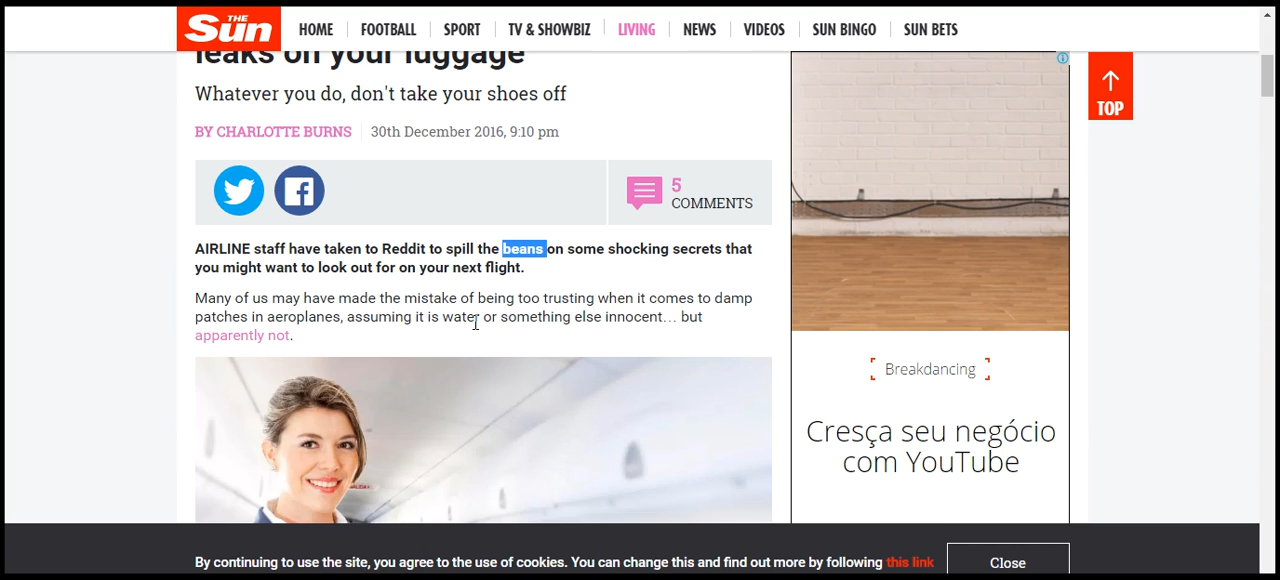 THE
Sun
HOME FOOTBALL SPORT TV & SHOWBIZ LIVING NEWS VIDEOS SUN BINGO SUN BETS
leaks on your luggage
Whatever you do, don't take your shoes off
BY CHARLOTTE BURNS 30th December 2016, 9:10 pm
5
COMMENTS
AIRLINE staff have taken to Reddit to spill the beans on some shocking secrets that
you might want to look out for on your next flight.
Many of us may have made the mistake of being too trusting when it comes to damp
patches in aeroplanes, assuming it is water or something else innocent… but
apparently not.
TOP
Breakdancing
Cresça seu negócio
com YouTube
By continuing to use the site, you agree to the use of cookies. You can change this and find out more by following this link
Close